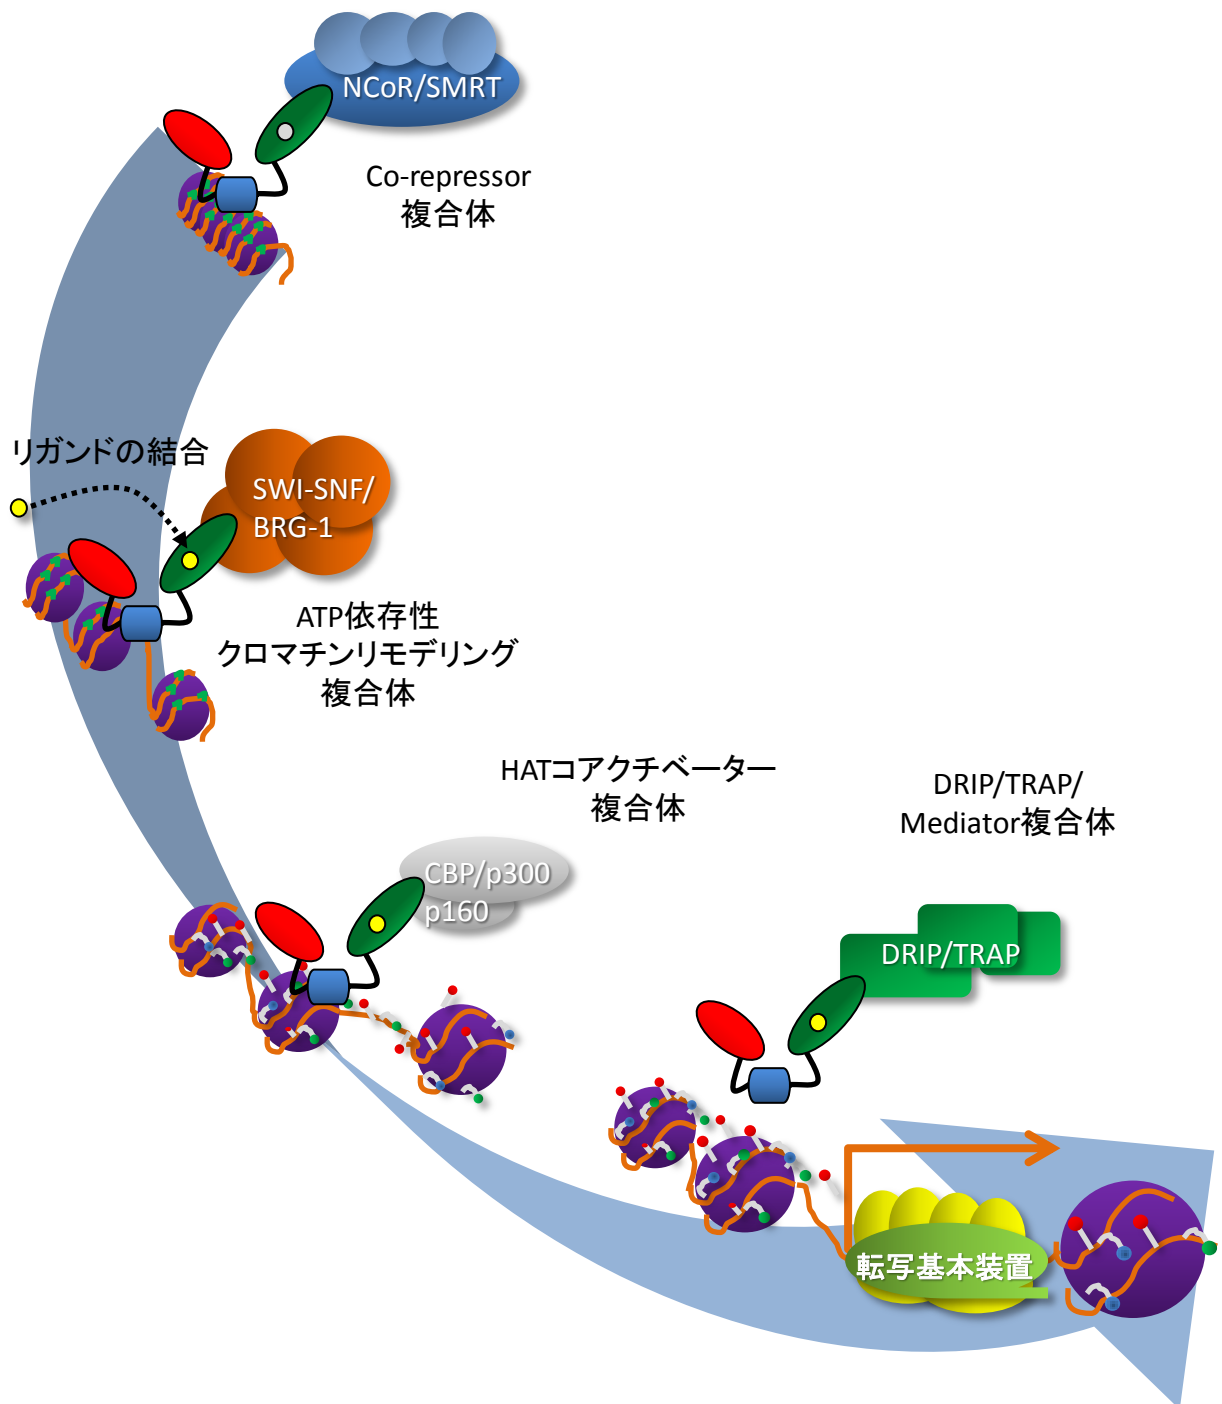 NCoR/SMRT
Co-repressor
複合体
リガンドの結合
SWI-SNF/
BRG-1
ATP依存性
クロマチンリモデリング
複合体
HATコアクチベーター
複合体
CBP/p300
p160
DRIP/TRAP/
Mediator複合体
DRIP/TRAP
転写基本装置